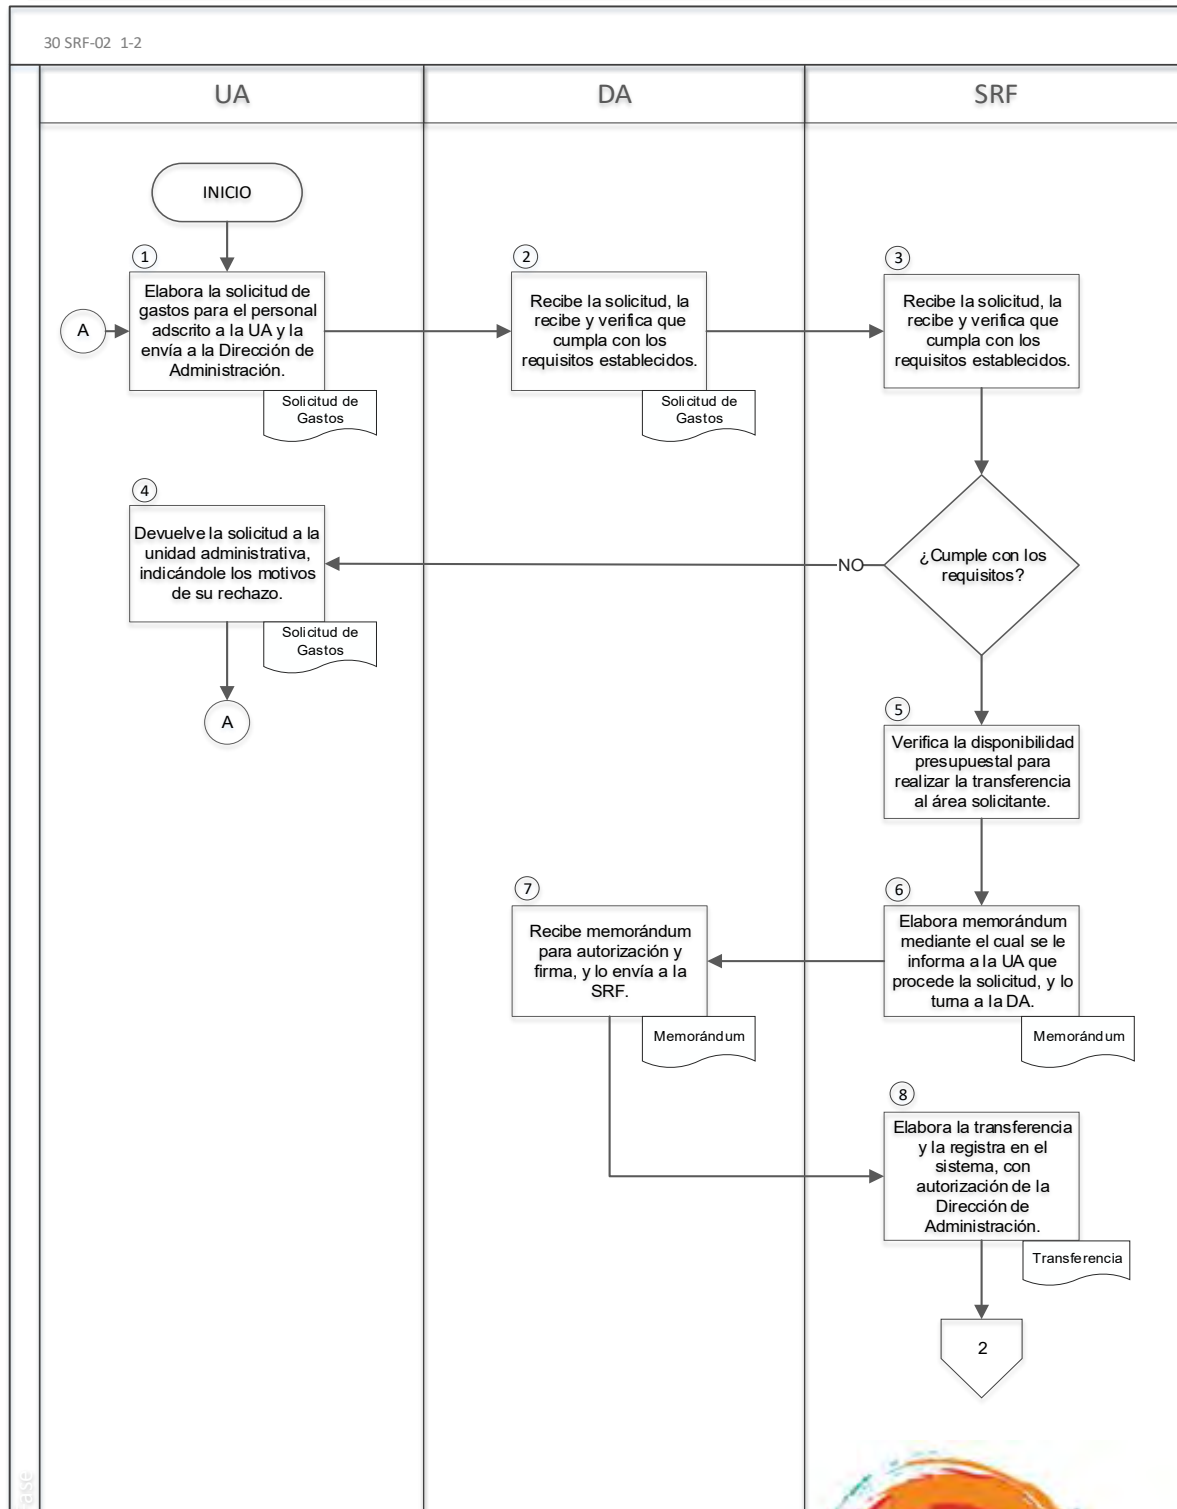 30 SRF-02 1-2
UA
DA
SRF
INICIO
1
2
3
A
Elabora la solicitud de
gastos para el personal
adscrito a la UA y la
envía a la Dirección de
Administración.
Solicitud de
Gastos
Recibe la solicitud, la
recibe y verifica que
cumpla con los
requisitos establecidos.
Solicitud de
Gastos
Recibe la solicitud, la
recibe y verifica que
cumpla con los
requisitos establecidos.
4
Devuelve la solicitud a la
unidad administrativa,
indicándole los motivos
de su rechazo.
Solicitud de
Gastos
NO
¿Cumple con los
requisitos?
A
5
Verifica la disponibilidad
presupuestal para
realizar la transferencia
al área solicitante.
7
Recibe memorándum
para autorización y
firma, y lo envía a la
SRF.
Memorándum
6
Elabora memorándum
mediante el cual se le
informa a la UA que
procede la solicitud, y lo
turna a la DA.
Memorándum
8
Elabora la transferencia
y la registra en el
sistema, con
autorización de la
Dirección de
Administración.
Transferencia
2